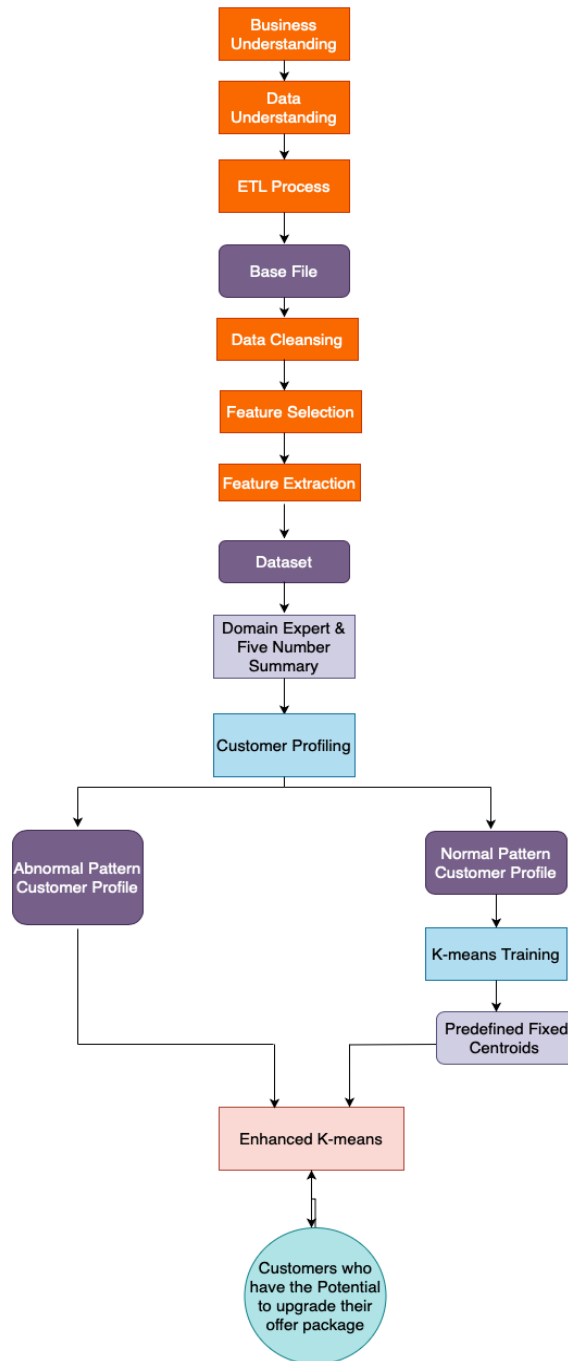 Business
Understanding
Data
Understanding
ETL Process
Base File
Data Cleansing
Feature Selection
Feature Extraction
Dataset
Domain Expert &
Five Number
Summary
Customer Profiling
Abnormal Pattern
Customer Profile
Normal Pattern
Customer Profile
K-means Training
Predefined Fixed
Centroids
Enhanced K-means
Customers who
have the Potential
to upgrade their
offer package